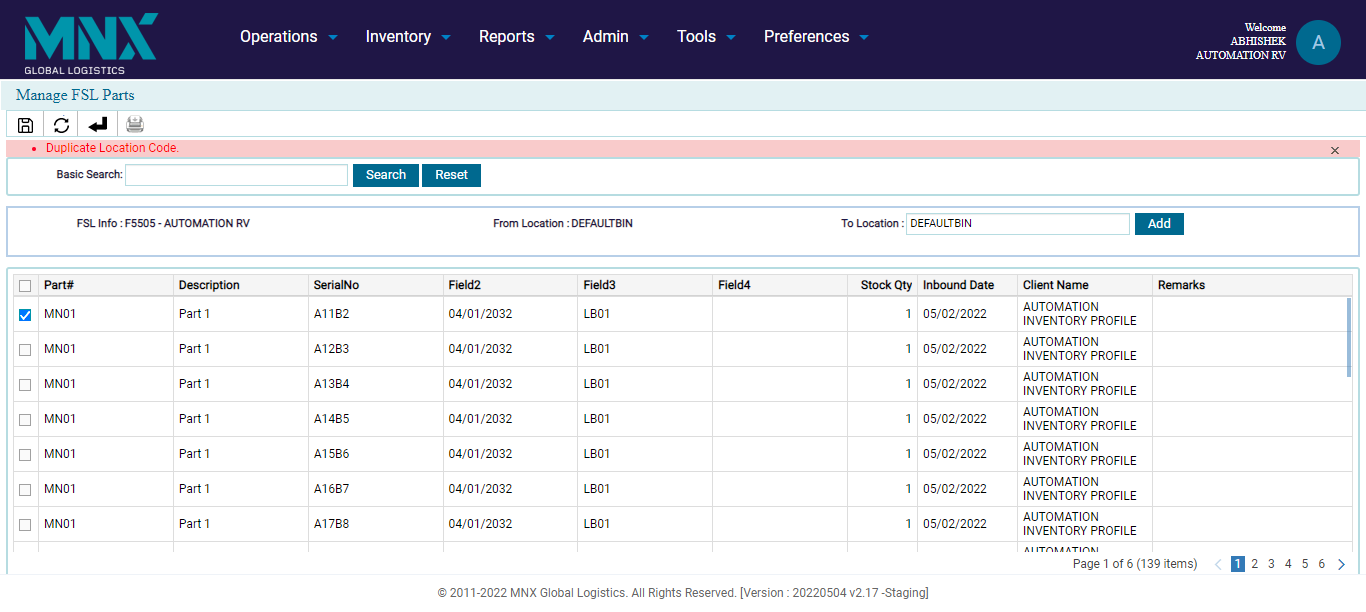 MNX
GLOBAL LOGISTICS
Operations Inventory Reports Admin Tools Preferences
Welcome
ABHISHEK
AUTOMATION RV
A
Manage FSL Parts
Duplicate Location Code.
Basic Search: Search Reset
FSL Info : F5505 - AUTOMATION RV From Location : DEFAULTBIN To Location : DEFAULTBIN Add
Part# Description SerialNo Field2 Field3 Field4 Stock Qty Inbound Date Client Name Remarks
MN01 Part 1 A11B2 04/01/2032 LB01 1 05/02/2022 AUTOMATION
INVENTORY PROFILE
MN01 Part 1 A12B3 04/01/2032 LB01 1 05/02/2022 AUTOMATION
INVENTORY PROFILE
MN01 Part 1 A13B4 04/01/2032 LB01 1 05/02/2022 AUTOMATION
INVENTORY PROFILE
MN01 Part 1 A14B5 04/01/2032 LB01 1 05/02/2022 AUTOMATION
INVENTORY PROFILE
MN01 Part 1 A15B6 04/01/2032 LB01 1 05/02/2022 AUTOMATION
INVENTORY PROFILE
MN01 Part 1 A16B7 04/01/2032 LB01 1 05/02/2022 AUTOMATION
INVENTORY PROFILE
MN01 Part 1 A17B8 04/01/2032 LB01 1 05/02/2022 AUTOMATION
INVENTORY PROFILE
AUTOMATION
Page 1 of 6 (139 items) 1 2 3 4 5 6
© 2011-2022 MNX Global Logistics. All Rights Reserved. [Version : 20220504 v2.17 -Staging]